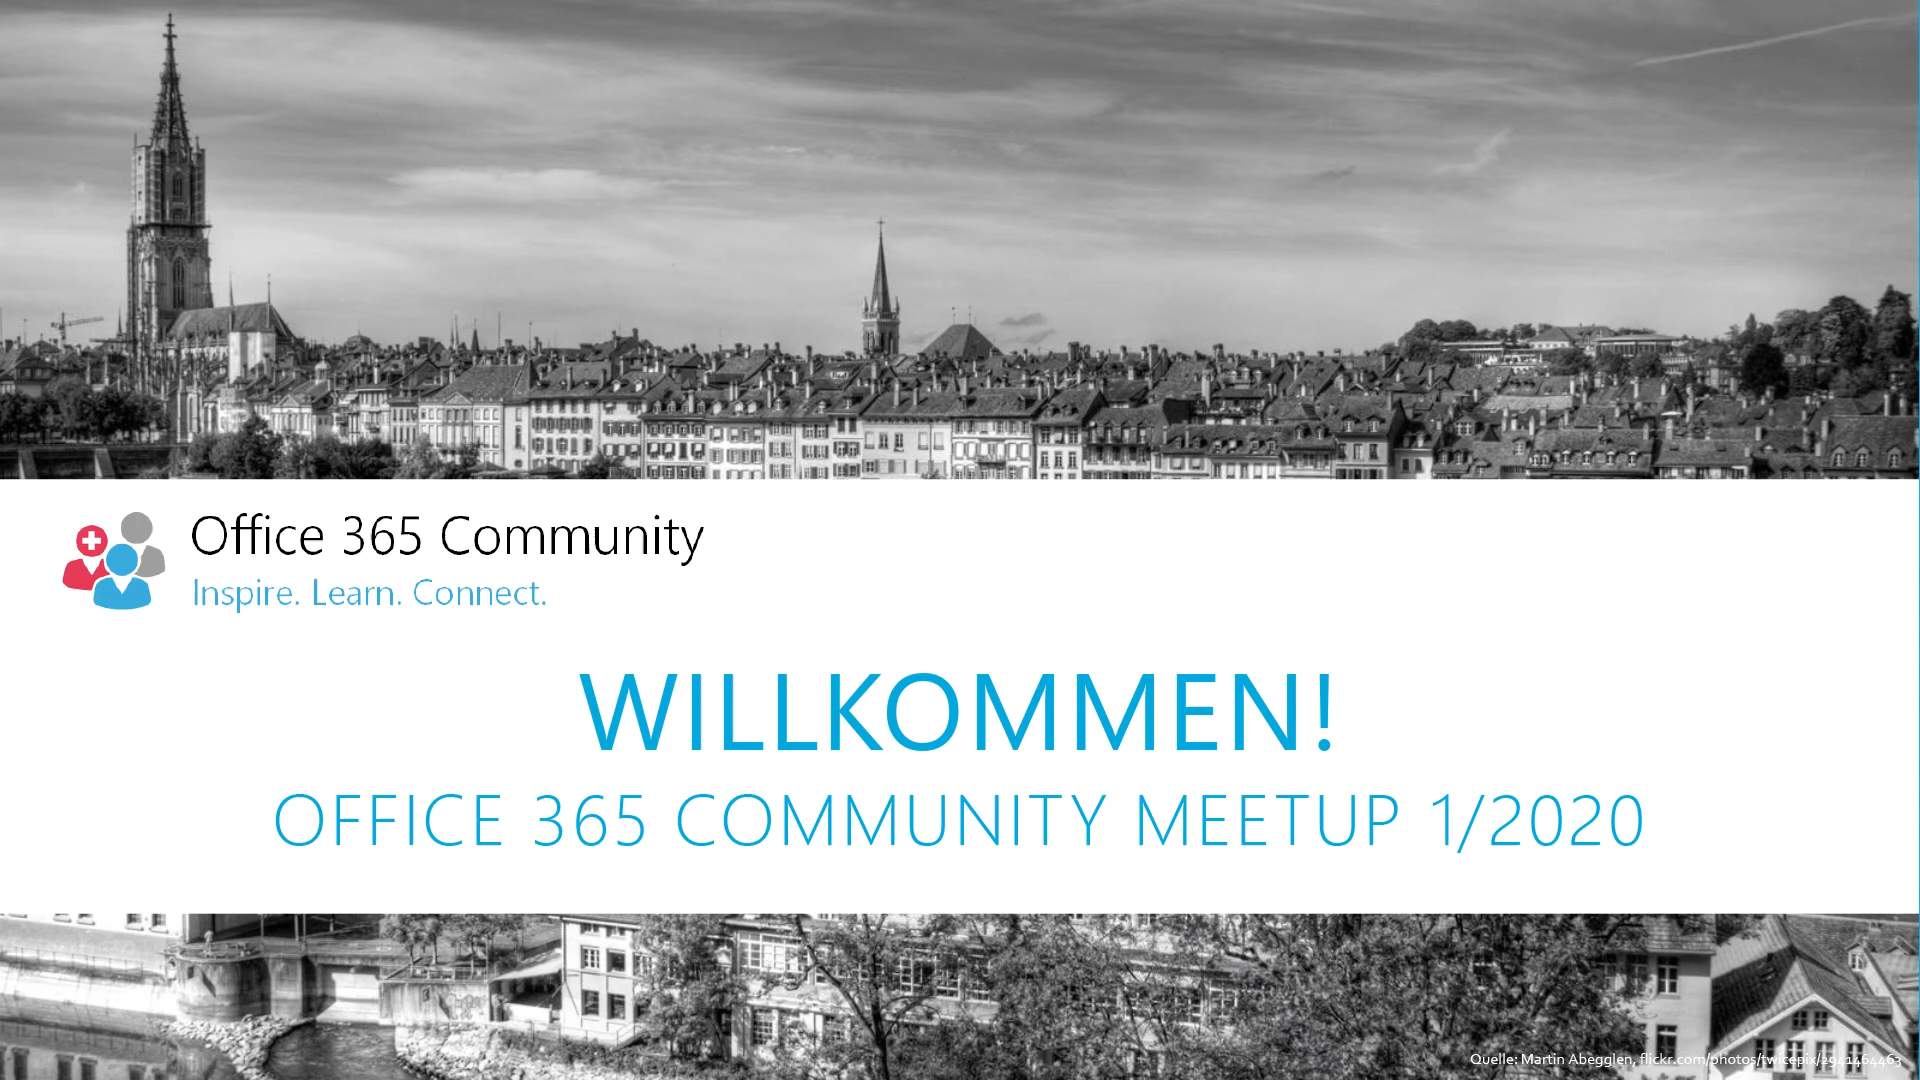 Office 365 Community
Inspire. Learn. Connect.
WILLKOMMEN!
OFFICE 365 COMMUNITY MEETUP 1/2020
Quelle: Martin Abegglen, flickr.com/photos/twicepix/2941464463